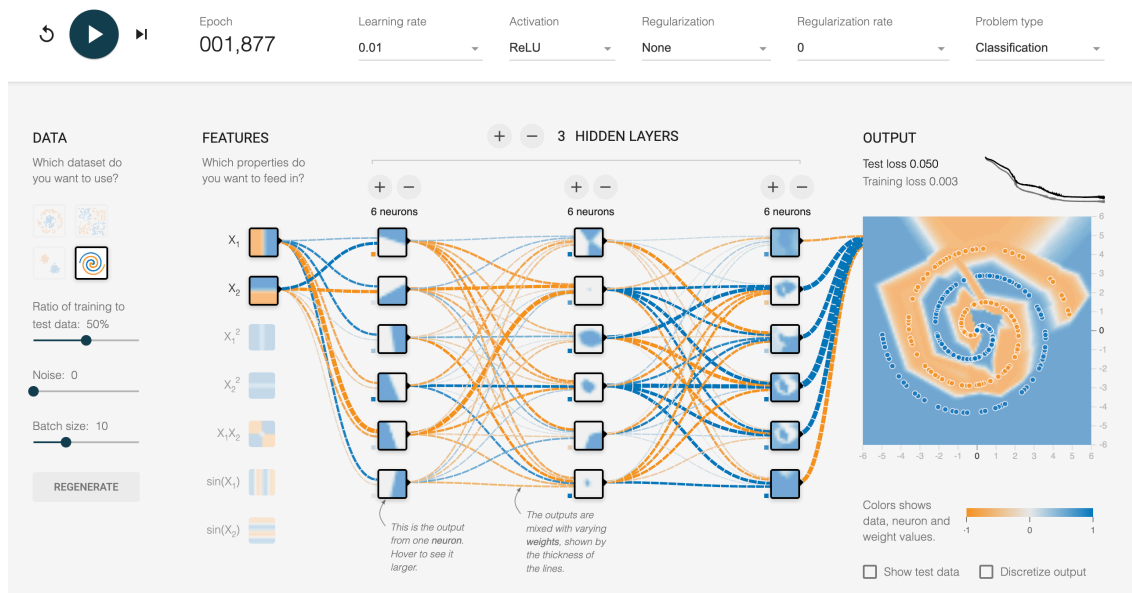 Epoch
001,877
Learning rate
0.01
Activation
ReLU
Regularization
None
Regularization rate
0
Problem type
Classification
DATA
Which dataset do
you want to use?
Ratio of training to
test data: 50%
Noise: 0
Batch size: 10
REGENERATE
FEATURES
Which properties do
you want to feed in?
X₁
X₂
X₁²
X₂²
X₁X₂
sin(X₁)
sin(X₂)
+ − 3 HIDDEN LAYERS
+ −
6 neurons
+ −
6 neurons
+ −
6 neurons
This is the output
from one neuron.
Hover to see it
larger.
The outputs are
mixed with varying
weights, shown by
the thickness of
the lines.
OUTPUT
Test loss 0.050
Training loss 0.003
6
5
4
3
2
1
0
-1
-2
-3
-4
-5
-6
-6 -5 -4 -3 -2 -1 0 1 2 3 4 5 6
Colors shows
data, neuron and
weight values.
-1 0 1
Show test data
Discretize output